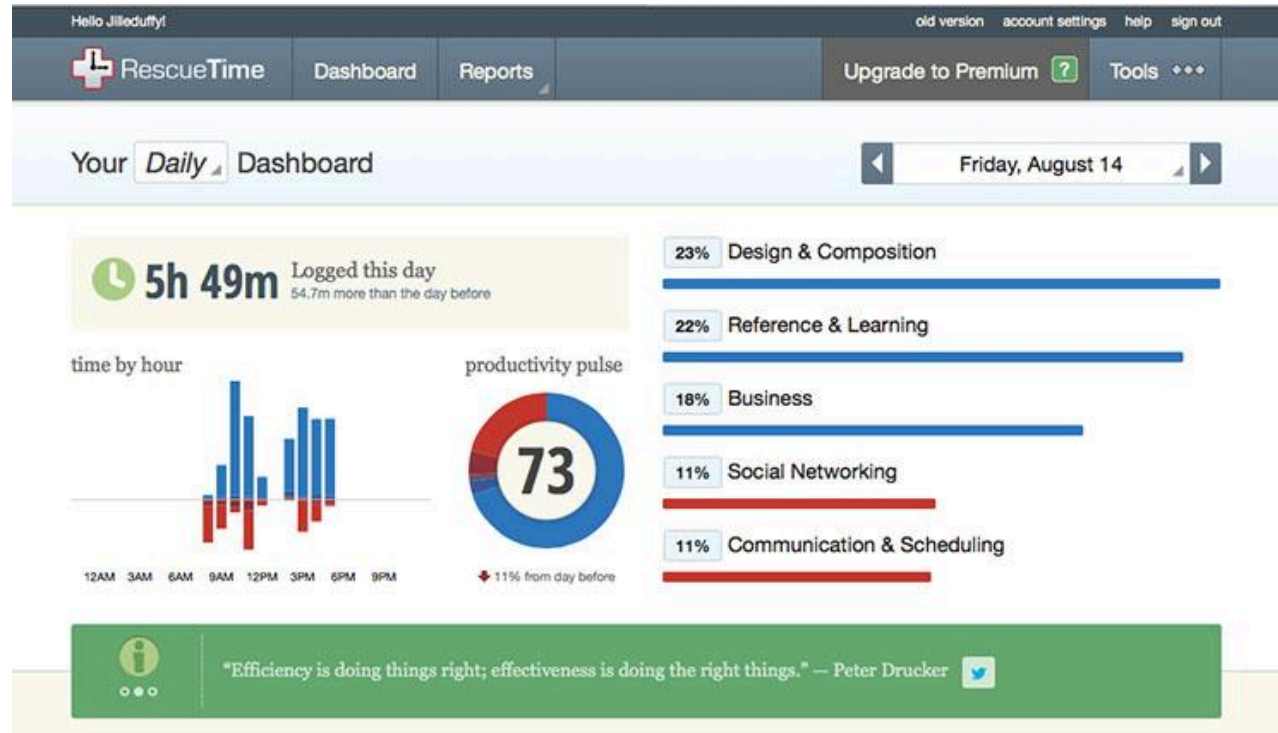 Hello Jilleduffy!
old version account settings help sign out
RescueTime Dashboard Reports Upgrade to Premium ? Tools
Your Daily Dashboard
Friday, August 14
5h 49m Logged this day
54.7m more than the day before
time by hour
12AM 3AM 6AM 9AM 12PM 3PM 6PM 9PM
productivity pulse
73
11% from day before
23% Design & Composition
22% Reference & Learning
18% Business
11% Social Networking
11% Communication & Scheduling
“Efficiency is doing things right; effectiveness is doing the right things.” — Peter Drucker